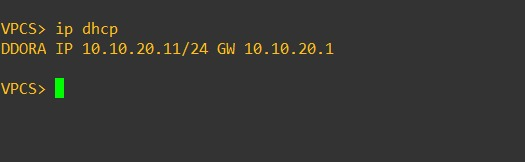 VPCS> ip dhcp
DDORA IP 10.10.20.11/24 GW 10.10.20.1
VPCS>